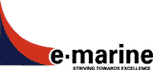 e·marine
STRIVING TOWARDS EXCELLENCE